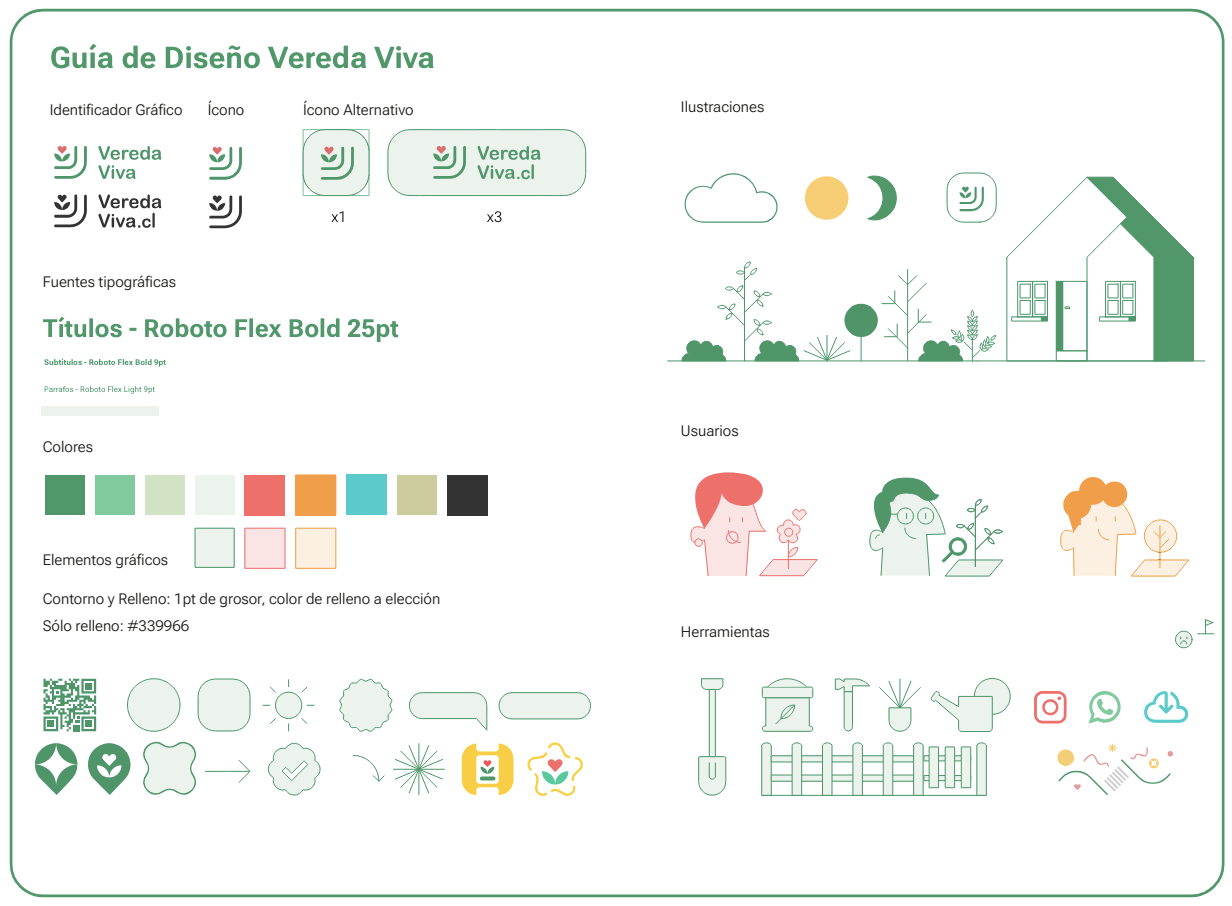 Guía de Diseño Vereda Viva
Identificador Gráfico
Ícono
Ícono Alternativo
Vereda
Viva
Vereda
Viva.cl
Vereda
Viva.cl
x1
x3
Fuentes tipográficas
Títulos - Roboto Flex Bold 25pt
Subtítulos - Roboto Flex Bold 9pt
Parrafos - Roboto Flex Light 9pt
Colores
Elementos gráficos
Contorno y Relleno: 1pt de grosor, color de relleno a elección
Sólo relleno: #339966
Ilustraciones
Usuarios
Herramientas